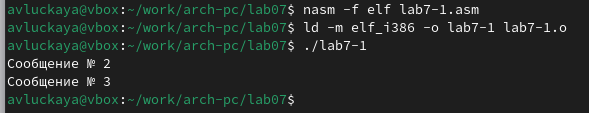 avluckaya@vbox:~/work/arch-pc/lab07$ nasm -f elf lab7-1.asm
avluckaya@vbox:~/work/arch-pc/lab07$ ld -m elf_i386 -o lab7-1 lab7-1.o
avluckaya@vbox:~/work/arch-pc/lab07$ ./lab7-1
Сообщение № 2
Сообщение № 3
avluckaya@vbox:~/work/arch-pc/lab07$